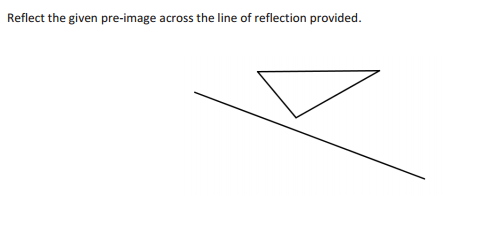 Reflect the given pre-image across the line of reflection provided.